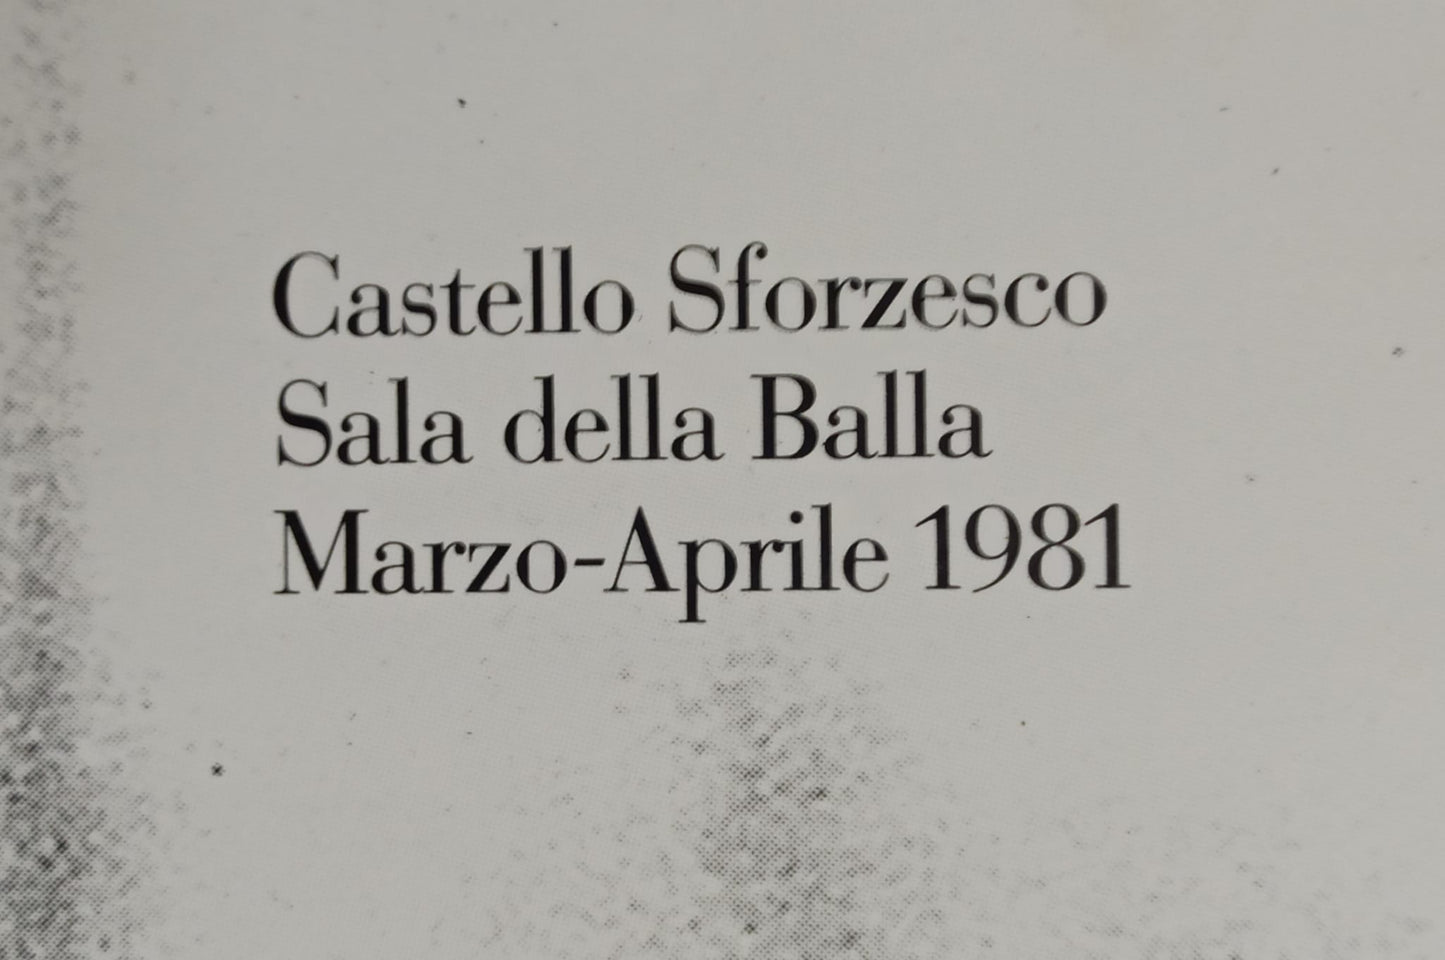 Castello Sforzesco
Sala della Balla
Marzo-Aprile 1981